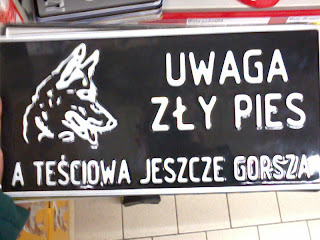 UWAGA
ZŁY PIES
A TEŚCIOWA JESZCZE GORSZA